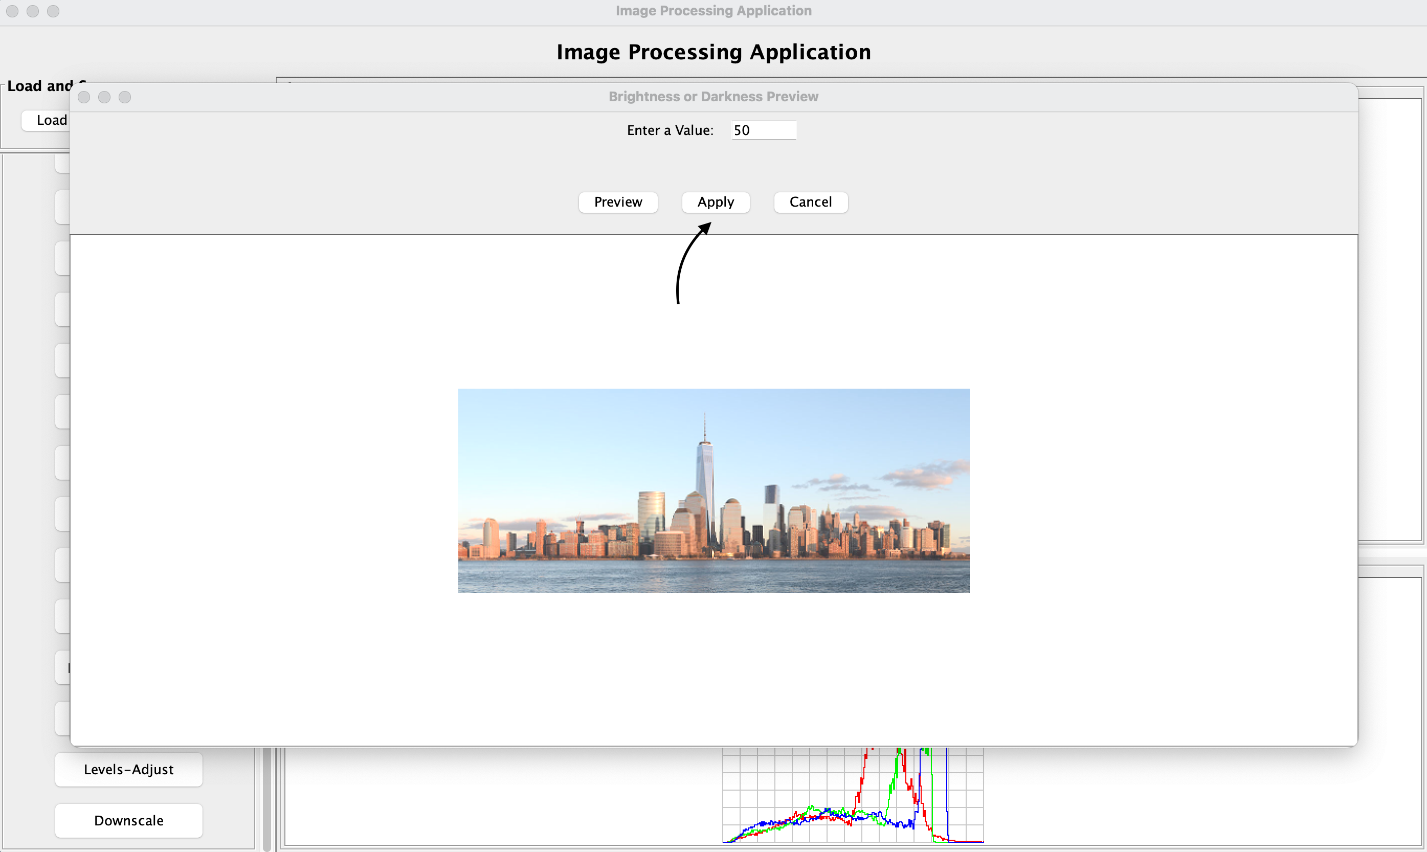 Image Processing Application
Image Processing Application
Load and
Load
Brightness or Darkness Preview
Enter a Value: 50
Preview Apply Cancel
Levels-Adjust
Downscale